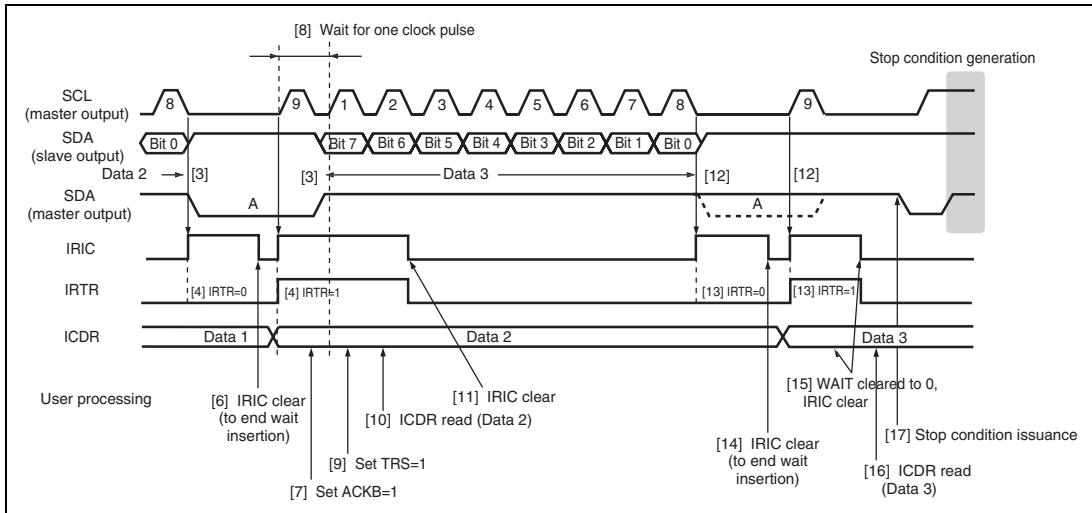 [8] Wait for one clock pulse
Stop condition generation
SCL
(master output)
8 9 1 2 3 4 5 6 7 8 9
SDA
(slave output)
Bit 0 Bit 7 Bit 6 Bit 5 Bit 4 Bit 3 Bit 2 Bit 1 Bit 0
Data 2 [3] [3] Data 3 [12] [12]
SDA
(master output)
A A
IRIC
IRTR
[4] IRTR=0 [4] IRTR=1 [13] IRTR=0 [13] IRTR=1
ICDR
Data 1 Data 2 Data 3
User processing
[6] IRIC clear
(to end wait
insertion)
[7] Set ACKB=1
[9] Set TRS=1
[10] ICDR read (Data 2)
[11] IRIC clear
[14] IRIC clear
(to end wait
insertion)
[15] WAIT cleared to 0,
IRIC clear
[16] ICDR read
(Data 3)
[17] Stop condition issuance